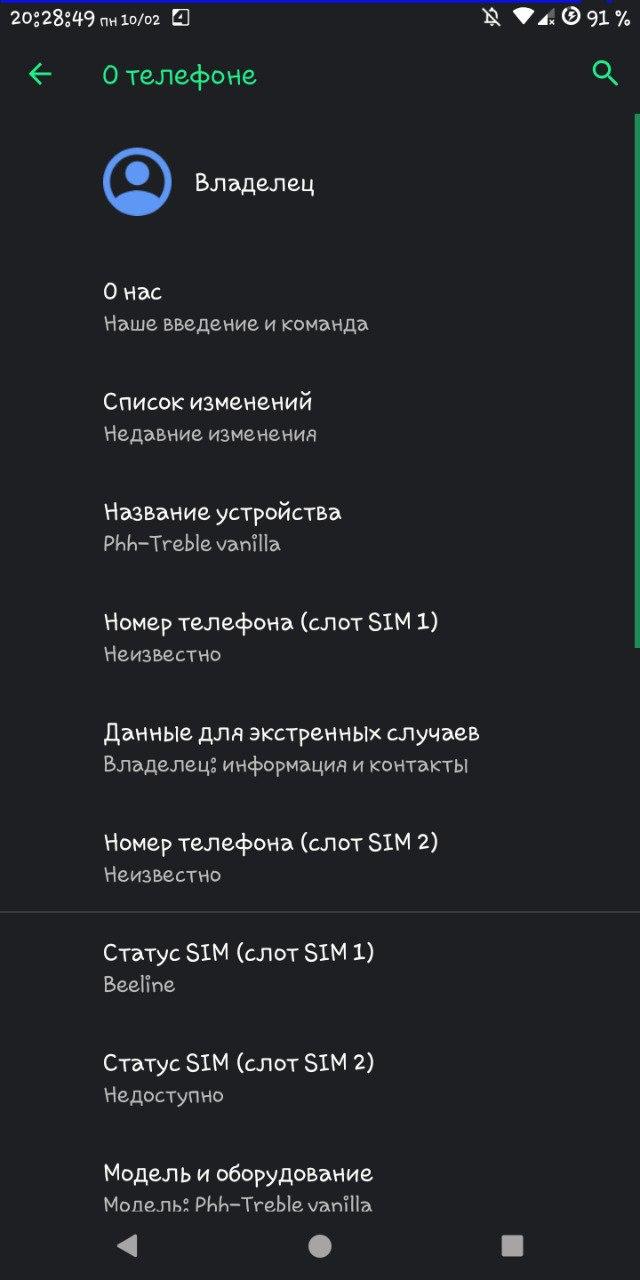 20:28:49 пн 10/02 91 %
О телефоне
Владелец
О нас
Наше введение и команда
Список изменений
Недавние изменения
Название устройства
Phh-Treble vanilla
Номер телефона (слот SIM 1)
Неизвестно
Данные для экстренных случаев
Владелец: информация и контакты
Номер телефона (слот SIM 2)
Неизвестно
Статус SIM (слот SIM 1)
Beeline
Статус SIM (слот SIM 2)
Недоступно
Модель и оборудование
Модель: Phh-Treble vanilla